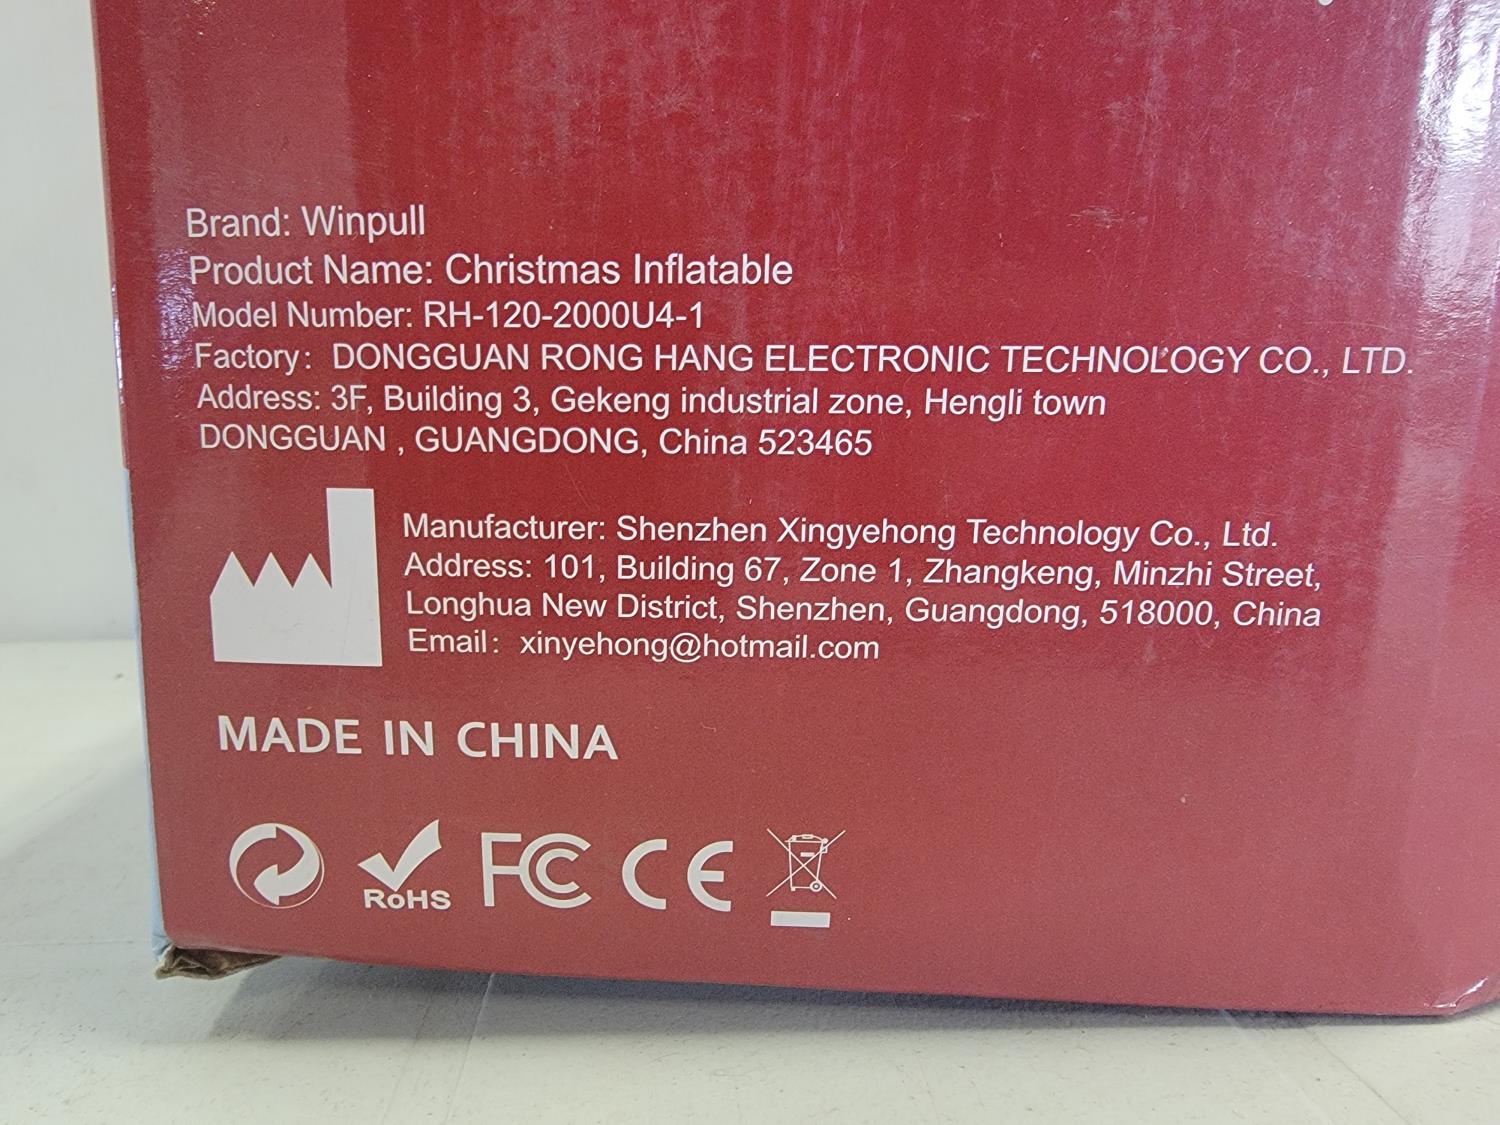 Brand: Winpull
Product Name: Christmas Inflatable
Model Number: RH-120-2000U4-1
Factory: DONGGUAN RONG HANG ELECTRONIC TECHNOLOGY CO., LTD.
Address: 3F, Building 3, Gekeng industrial zone, Hengli town
DONGGUAN , GUANGDONG, China 523465
Manufacturer: Shenzhen Xingyehong Technology Co., Ltd.
Address: 101, Building 67, Zone 1, Zhangkeng, Minzhi Street,
Longhua New District, Shenzhen, Guangdong, 518000, China
Email: xinyehong@hotmail.com
MADE IN CHINA
RoHS FC CE